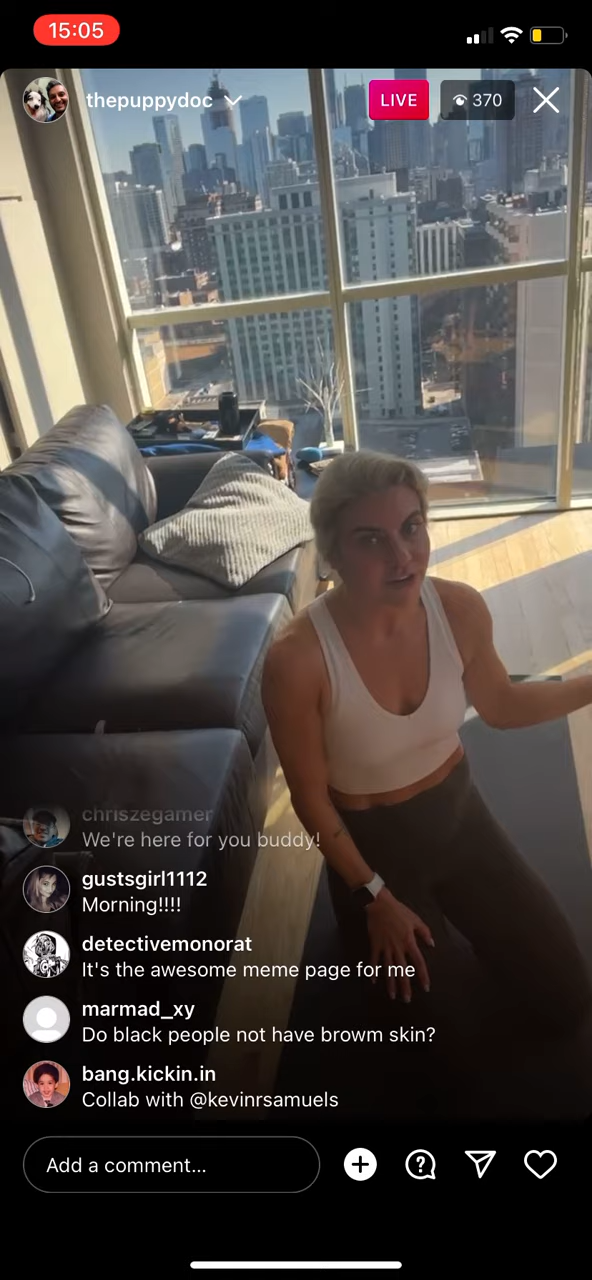 15:05
thepuppydoc
LIVE
370
chriszegamer
We're here for you buddy!
gustsgirl1112
Morning!!!!
detectivemonorat
It's the awesome meme page for me
marmad_xy
Do black people not have browm skin?
bang.kickin.in
Collab with @kevinrsamuels
Add a comment...